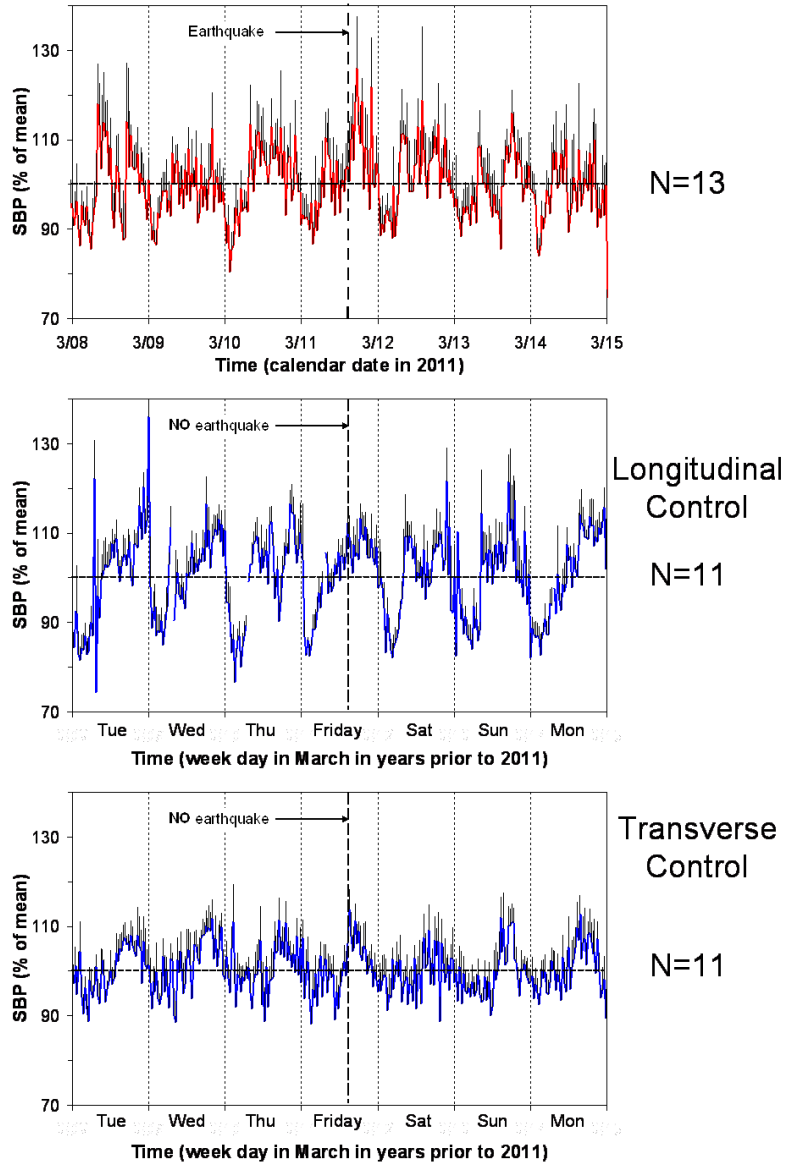 Earthquake
130
110
90
70
SBP (% of mean)
3/08 3/09 3/10 3/11 3/12 3/13 3/14 3/15
Time (calendar date in 2011)
N=13
NO earthquake
130
110
90
70
SBP (% of mean)
Tue Wed Thu Friday Sat Sun Mon
Time (week day in March in years prior to 2011)
Longitudinal
Control
N=11
NO earthquake
130
110
90
70
SBP (% of mean)
Tue Wed Thu Friday Sat Sun Mon
Time (week day in March in years prior to 2011)
Transverse
Control
N=11